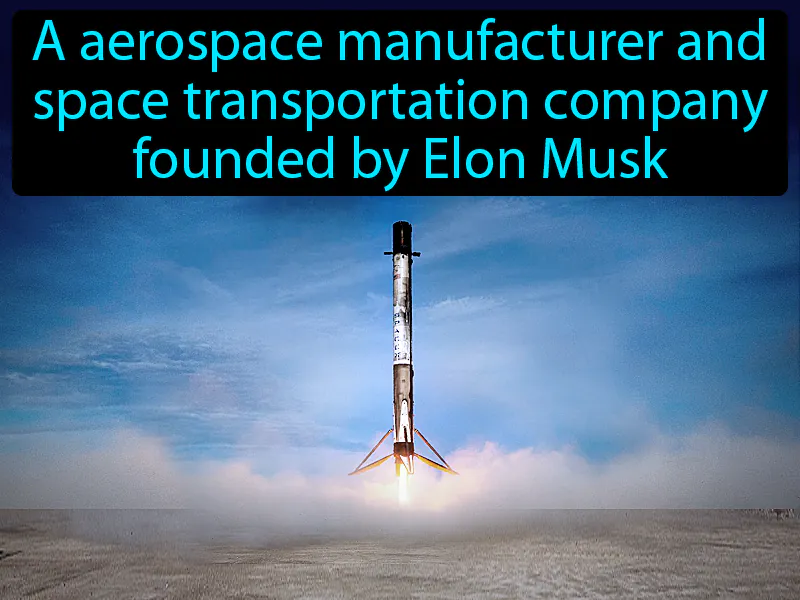 A aerospace manufacturer and
space transportation company
founded by Elon Musk